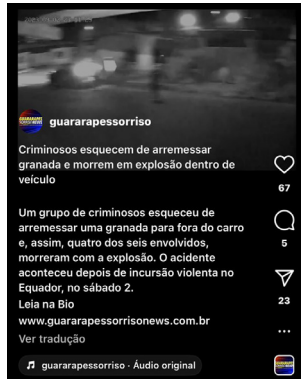 guararapessorriso
Criminosos esquecem de arremessar
granada e morrem em explosão dentro de
veículo
67
Um grupo de criminosos esqueceu de
arremessar uma granada para fora do carro
e, assim, quatro dos seis envolvidos,
morreram com a explosão. O acidente
aconteceu depois de incursão violenta no
Equador, no sábado 2.
5
Leia na Bio
23
www.guararapessorrisonews.com.br
Ver tradução
guararapessorriso · Áudio original